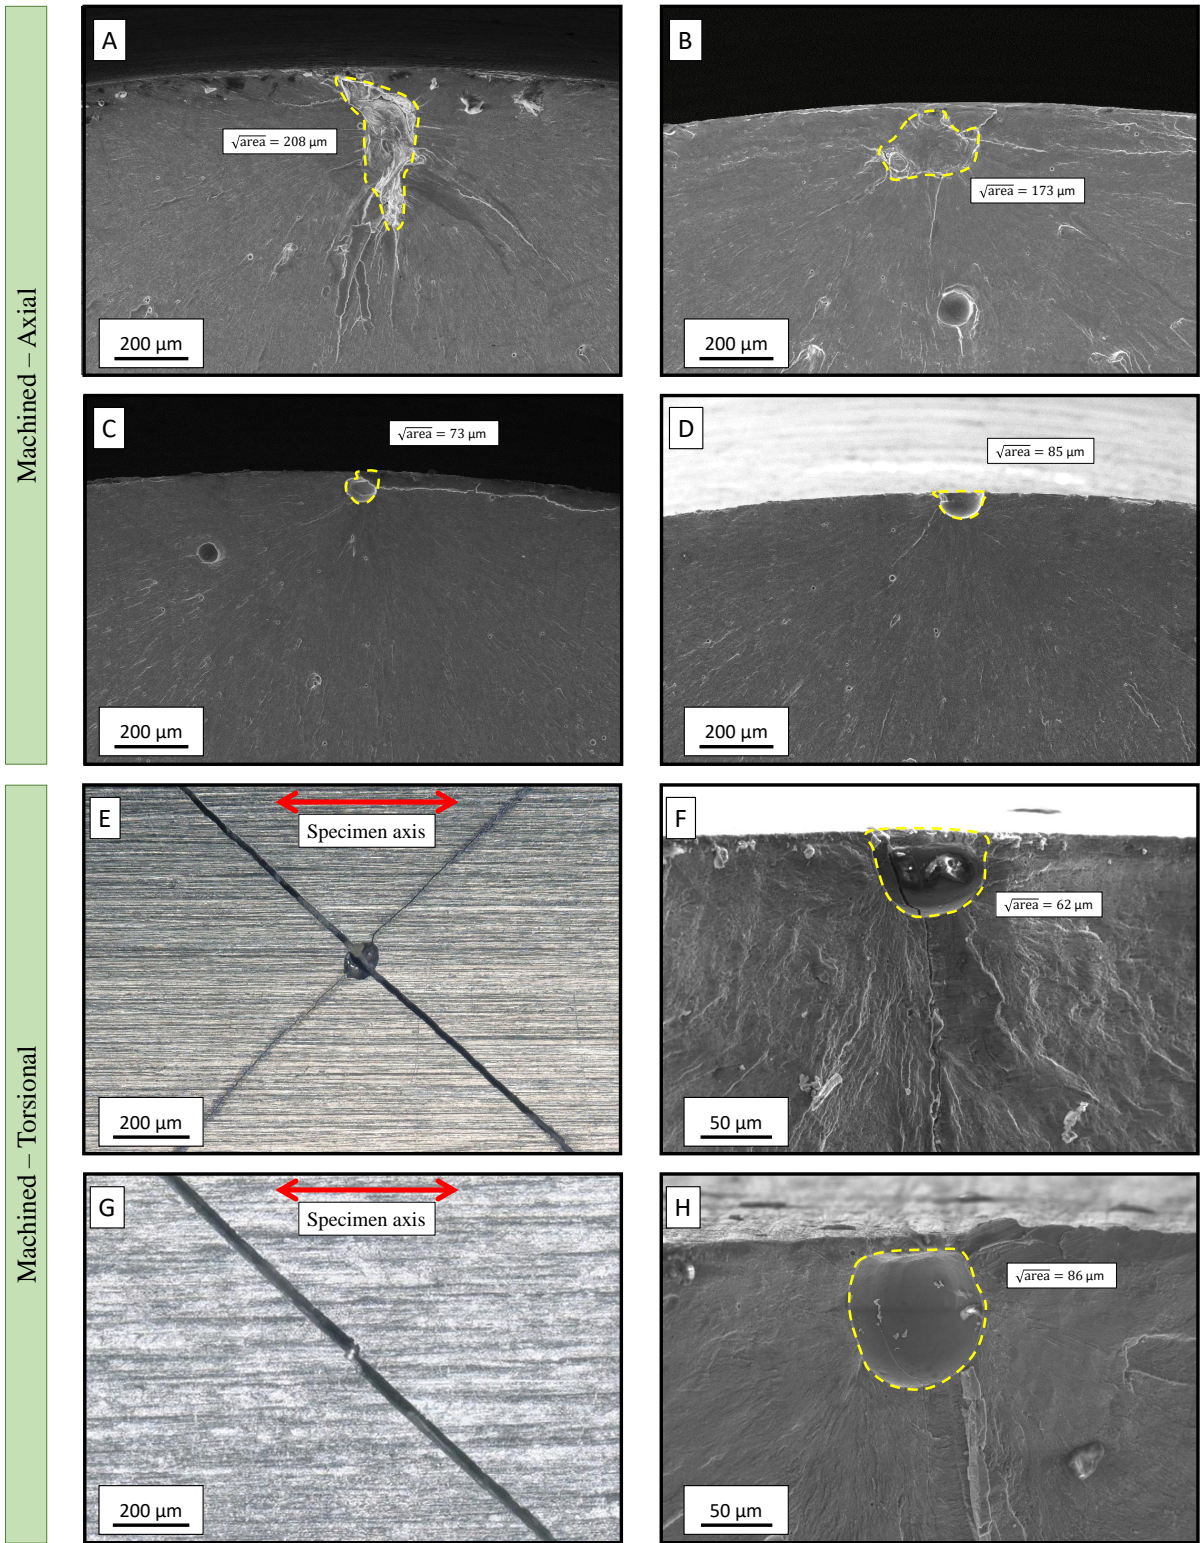 Machined – Axial
A
√area = 208 µm
200 µm
B
√area = 173 µm
200 µm
C
√area = 73 µm
200 µm
D
√area = 85 µm
200 µm
Machined – Torsional
E
Specimen axis
200 µm
F
√area = 62 µm
50 µm
G
Specimen axis
200 µm
H
√area = 86 µm
50 µm